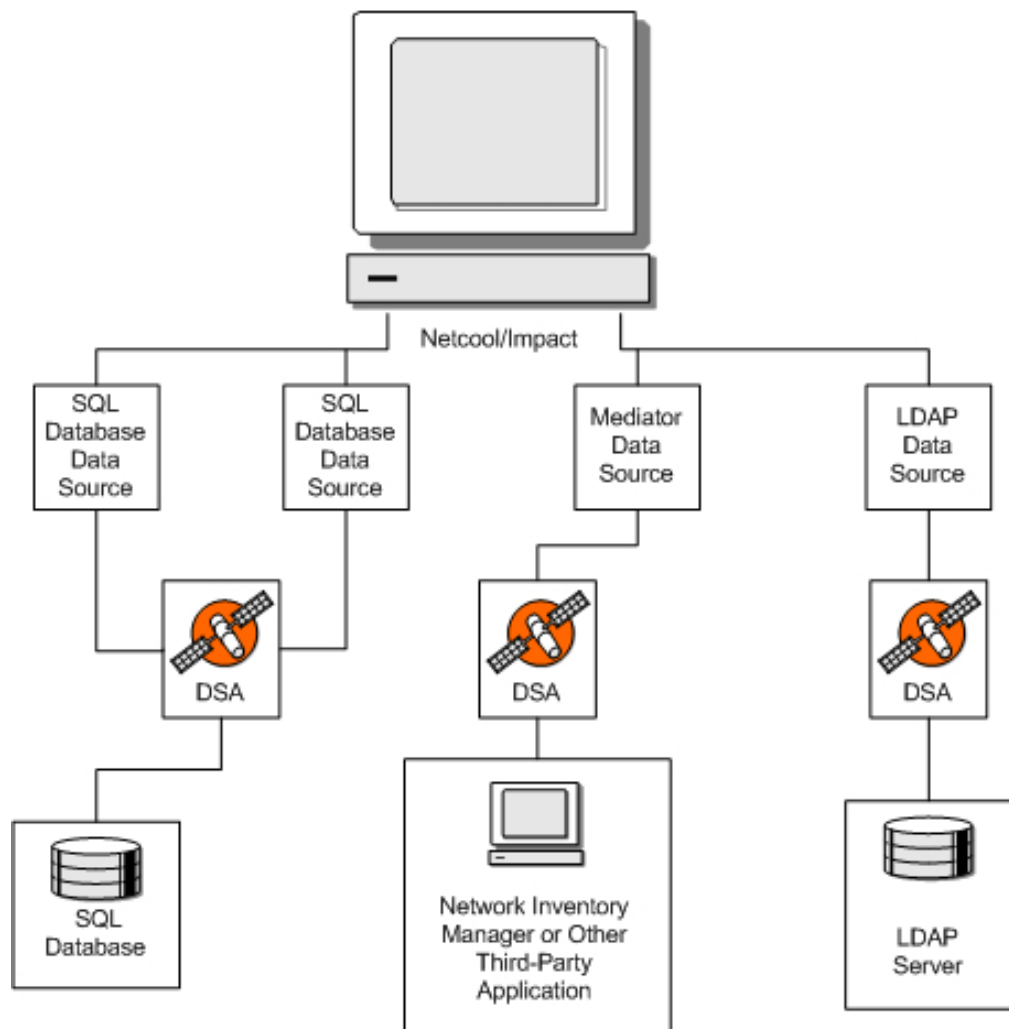 Netcool/Impact
SQL
Database
Data
Source
SQL
Database
Data
Source
Mediator
Data
Source
LDAP
Data
Source
DSA
DSA
DSA
SQL
Database
Network Inventory
Manager or Other
Third-Party
Application
LDAP
Server